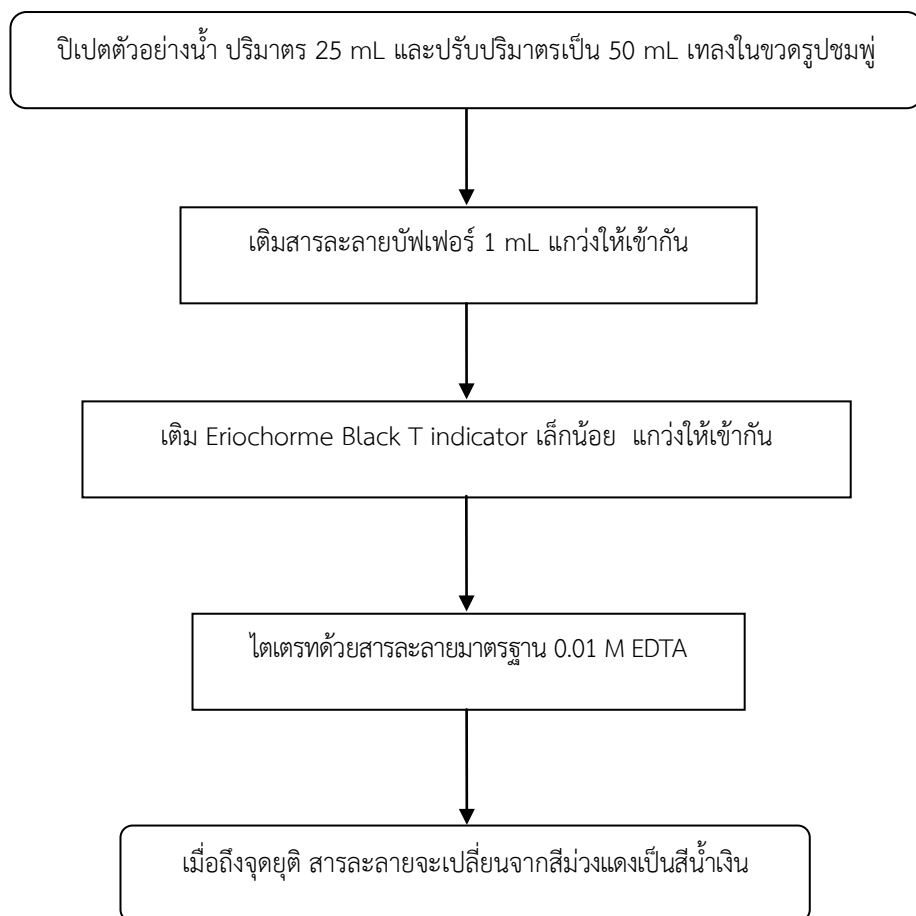 ปิเปตตัวอย่างน้ำ ปริมาตร 25 mL และปรับปริมาตรเป็น 50 mL เทลงในขวดรูปชมพู่
เติมสารละลายบัฟเฟอร์ 1 mL แกว่งให้เข้ากัน
เติม Eriochorme Black T indicator เล็กน้อย แกว่งให้เข้ากัน
ไตเตรทด้วยสารละลายมาตรฐาน 0.01 M EDTA
เมื่อถึงจุดยุติ สารละลายจะเปลี่ยนจากสีม่วงแดงเป็นสีน้ำเงิน